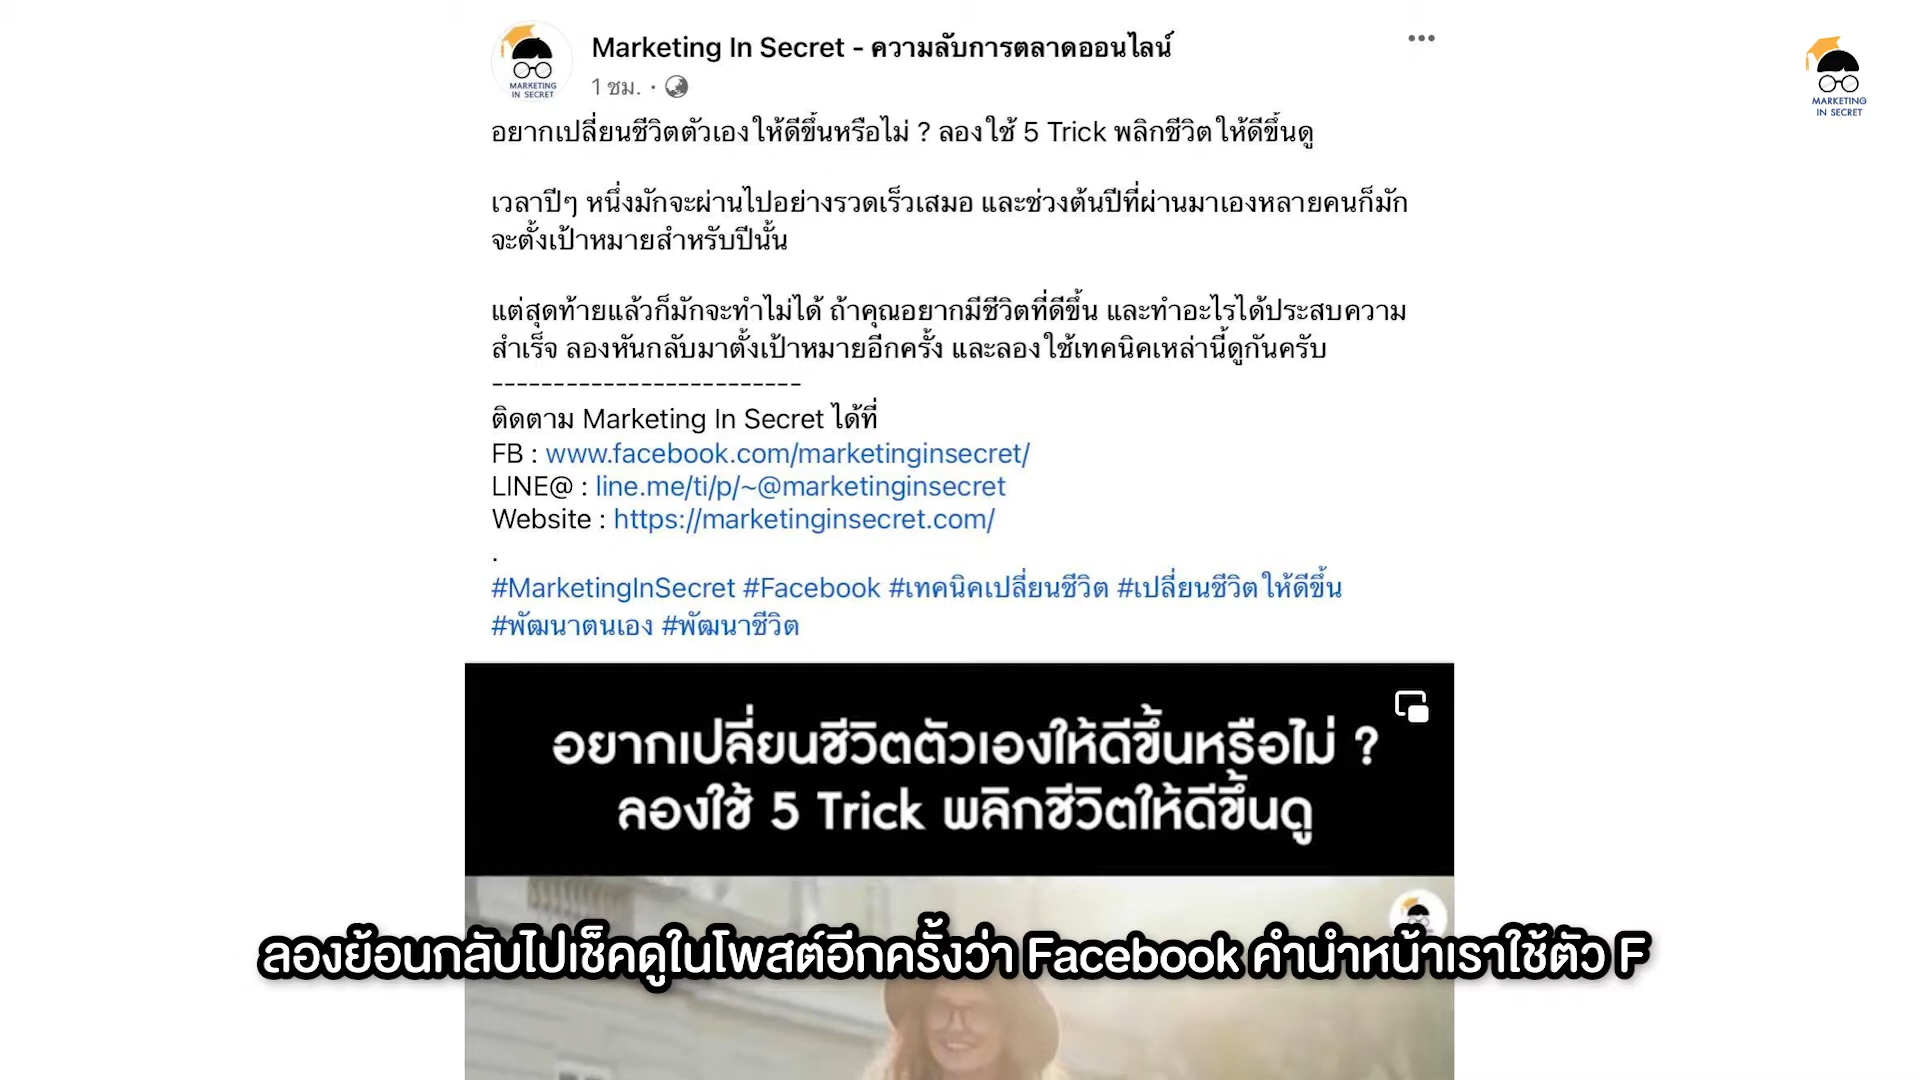 Marketing In Secret - ความลับการตลาดออนไลน์
1 ชม. ·
MARKETING
IN SECRET
MARKETING
IN SECRET
อยากเปลี่ยนชีวิตตัวเองให้ดีขึ้นหรือไม่ ? ลองใช้ 5 Trick พลิกชีวิตให้ดีขึ้นดู
เวลาปีๆ หนึ่งมักจะผ่านไปอย่างรวดเร็วเสมอ และช่วงต้นปีที่ผ่านมาเองหลายคนก็มัก
จะตั้งเป้าหมายสำหรับปีนั้น
แต่สุดท้ายแล้วก็มักจะทำไม่ได้ ถ้าคุณอยากมีชีวิตที่ดีขึ้น และทำอะไรได้ประสบความ
สำเร็จ ลองหันกลับมาตั้งเป้าหมายอีกครั้ง และลองใช้เทคนิคเหล่านี้ดูกันครับ
-------------------------
ติดตาม Marketing In Secret ได้ที่
FB : www.facebook.com/marketinginsecret/
LINE@ : line.me/ti/p/~@marketinginsecret
Website : https://marketinginsecret.com/
.
#MarketingInSecret #Facebook #เทคนิคเปลี่ยนชีวิต #เปลี่ยนชีวิตให้ดีขึ้น
#พัฒนาตนเอง #พัฒนาชีวิต
อยากเปลี่ยนชีวิตตัวเองให้ดีขึ้นหรือไม่ ?
ลองใช้ 5 Trick พลิกชีวิตให้ดีขึ้นดู
ลองย้อนกลับไปเช็คดูในโพสต์อีกครั้งว่า Facebook คำนำหน้าเราใช้ตัว F